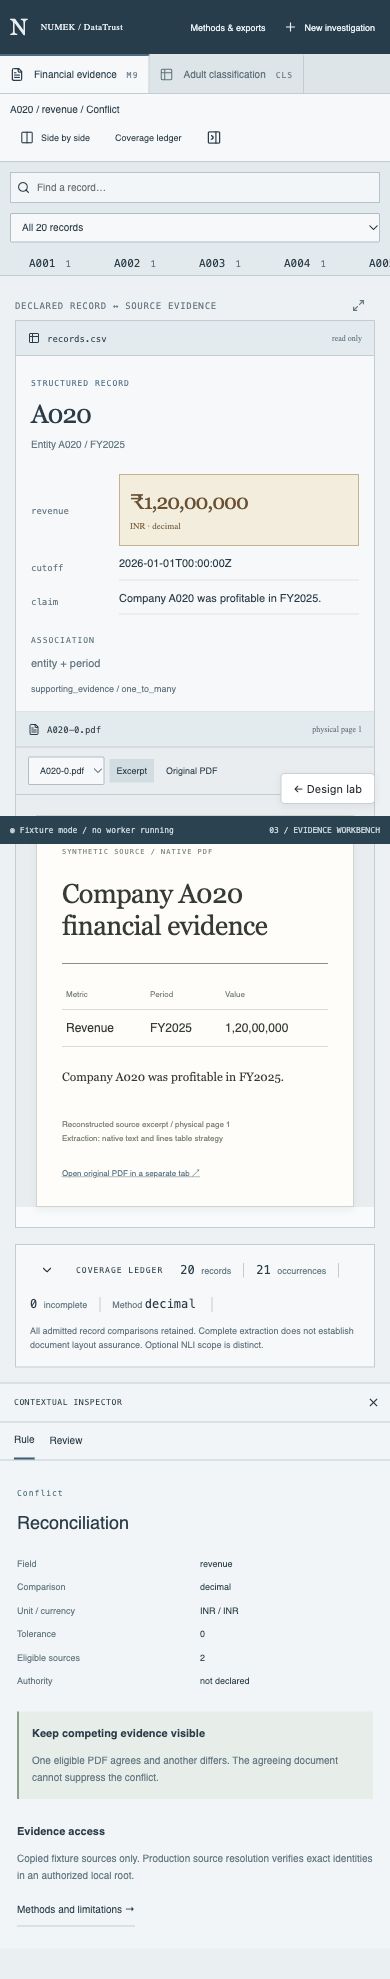 N NUMEK / DataTrust Methods & exports + New investigation
Financial evidence M9 Adult classification CLS
A020 / revenue / Conflict
Side by side Coverage ledger
Find a record...
All 20 records
A001 1 A002 1 A003 1 A004 1 A00
DECLARED RECORD ↔ SOURCE EVIDENCE
records.csv read only
STRUCTURED RECORD
A020
Entity A020 / FY2025
revenue ₹1,20,00,000
INR · decimal
cutoff 2026-01-01T00:00:00Z
claim Company A020 was profitable in FY2025.
ASSOCIATION
entity + period
supporting_evidence / one_to_many
A020-0.pdf physical page 1
A020-0.pdf Excerpt Original PDF
← Design lab
Fixture mode / no worker running 03 / EVIDENCE WORKBENCH
SYNTHETIC SOURCE / NATIVE PDF
Company A020
financial evidence
Metric Period Value
Revenue FY2025 1,20,00,000
Company A020 was profitable in FY2025.
Reconstructed source excerpt / physical page 1
Extraction: native text and lines table strategy
Open original PDF in a separate tab ↗
COVERAGE LEDGER 20 records 21 occurrences
0 incomplete Method decimal
All admitted record comparisons retained. Complete extraction does not establish
document layout assurance. Optional NLI scope is distinct.
CONTEXTUAL INSPECTOR ×
Rule Review
Conflict
Reconciliation
Field revenue
Comparison decimal
Unit / currency INR / INR
Tolerance 0
Eligible sources 2
Authority not declared
Keep competing evidence visible
One eligible PDF agrees and another differs. The agreeing document
cannot suppress the conflict.
Evidence access
Copied fixture sources only. Production source resolution verifies exact identities
in an authorized local root.
Methods and limitations →